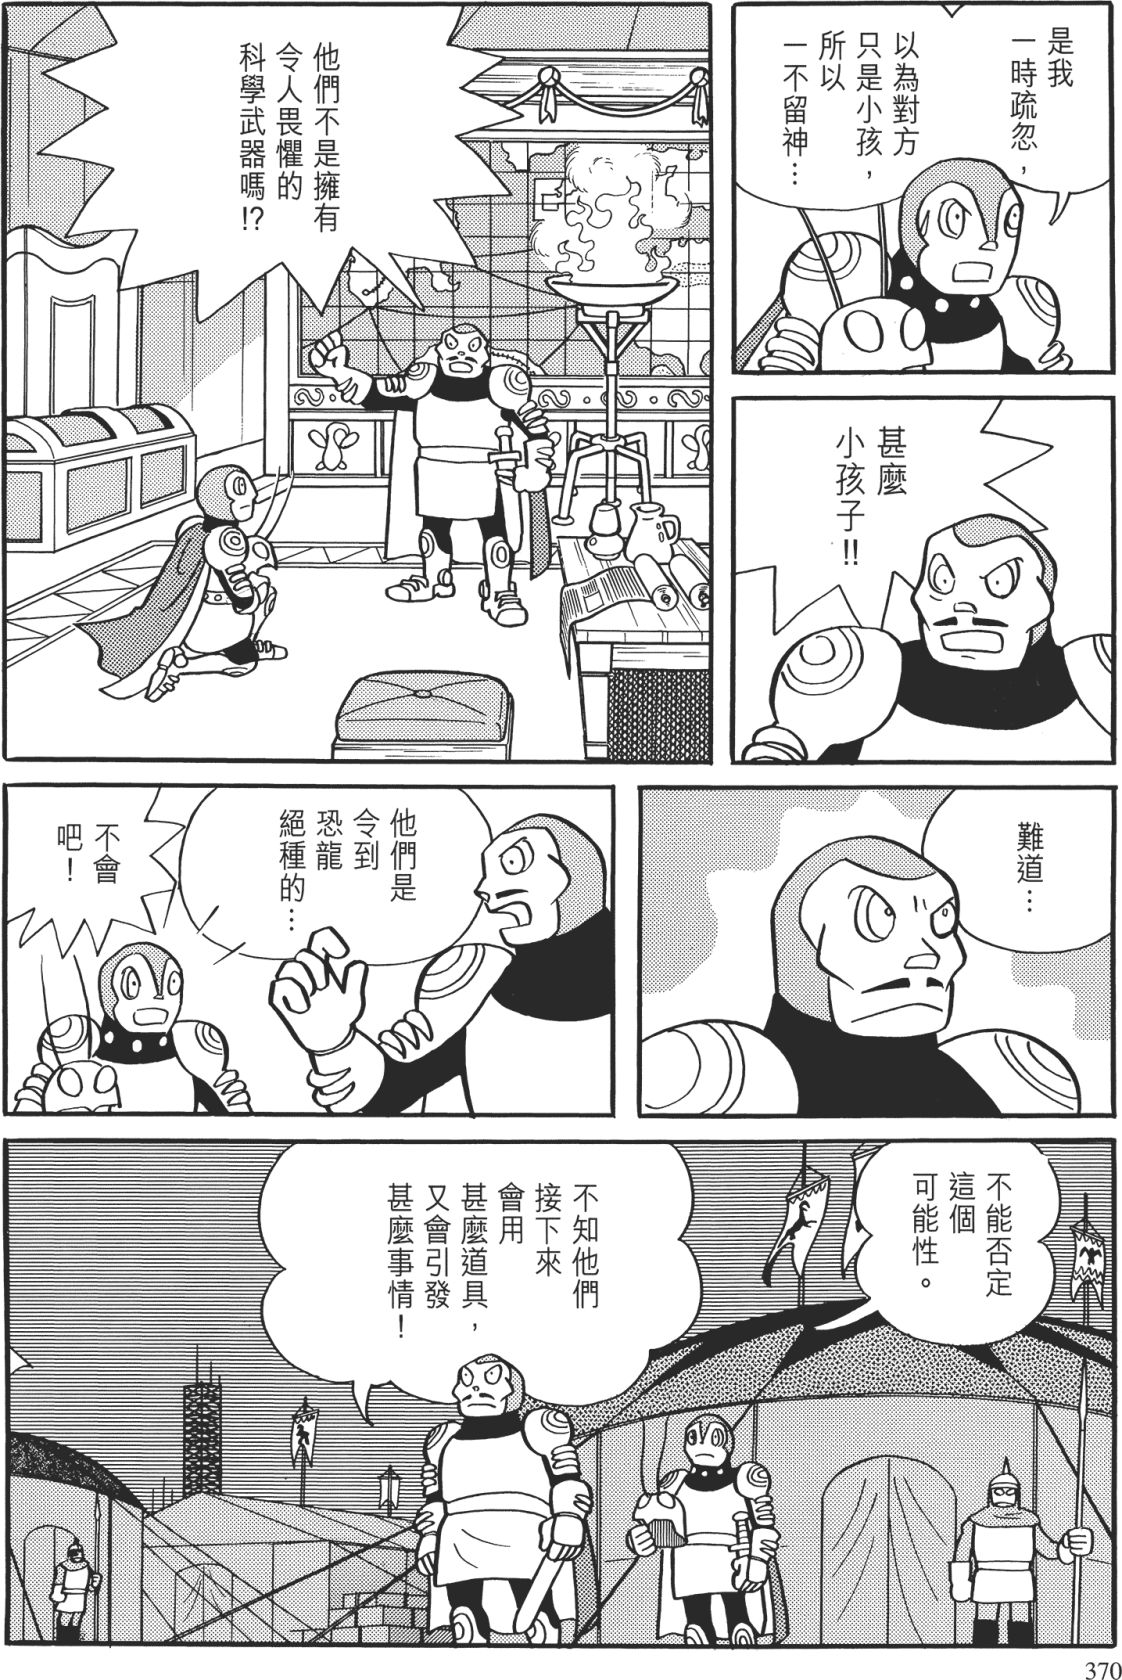 是我
一時疏忽，
以為對方
只是小孩，
所以
一不留神…
甚麼
小孩子!!
他們不是擁有
令人畏懼的
科學武器嗎!?
難道…
他們是
令到
恐龍
絕種的…
不會
吧！
不能否定
這個
可能性。
不知他們
接下來
會用
甚麼道具，
又會引發
甚麼事情！
370